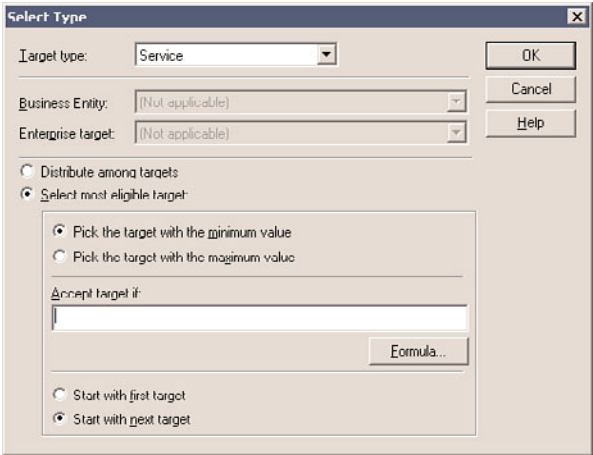 Select Type
Target type: Service OK
Business Entity: (Not applicable) Cancel
Enterprise target: (Not applicable) Help
Distribute among targets
Select most eligible target:
Pick the target with the minimum value
Pick the target with the maximum value
Accept target if:
Formula...
Start with first target
Start with next target